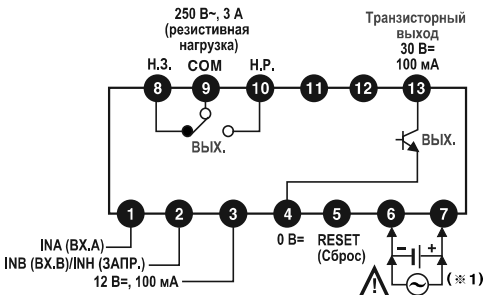 250 В~, 3 А
(резистивная
нагрузка)
Транзисторный
выход
30 В=
100 мА
Н.З. COM Н.Р.
8 9 10 11 12 13
ВЫХ.
ВЫХ.
1 2 3 4 5 6 7
INA (ВХ.А)
INB (ВХ.В)/INH (ЗАПР.)
12 В=, 100 мА
0 В=
RESET
(Сброс)
− +
(※1)
!